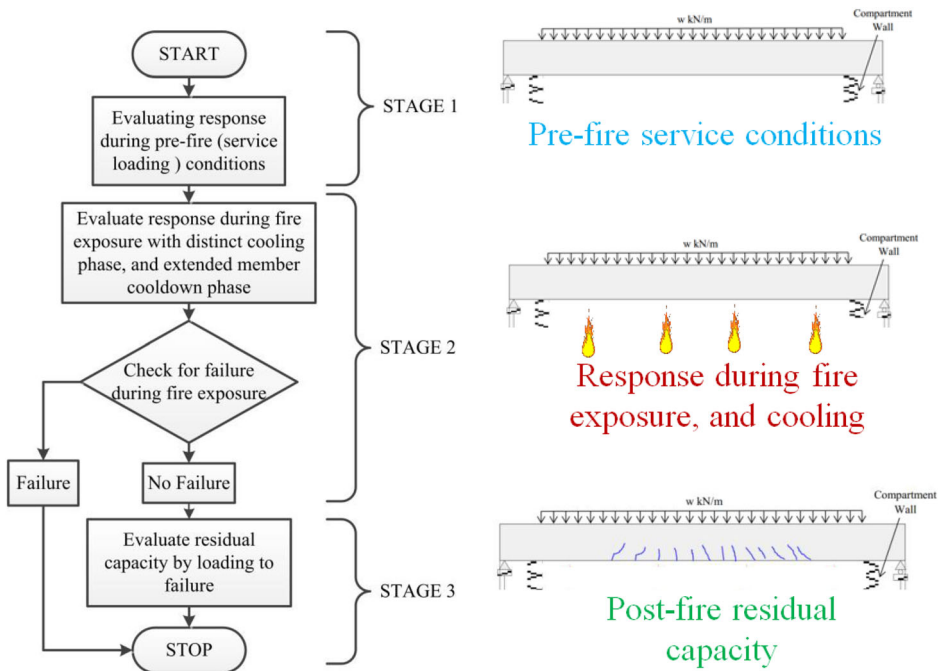 START
Evaluating response
during pre-fire (service
loading ) conditions
STAGE 1
Evaluate response during fire
exposure with distinct cooling
phase, and extended member
cooldown phase
Check for failure
during fire exposure
STAGE 2
Failure
No Failure
Evaluate residual
capacity by loading to
failure
STAGE 3
STOP
w kN/m
Compartment
Wall
Pre-fire service conditions
w kN/m
Compartment
Wall
Response during fire
exposure, and cooling
w kN/m
Compartment
Wall
Post-fire residual
capacity